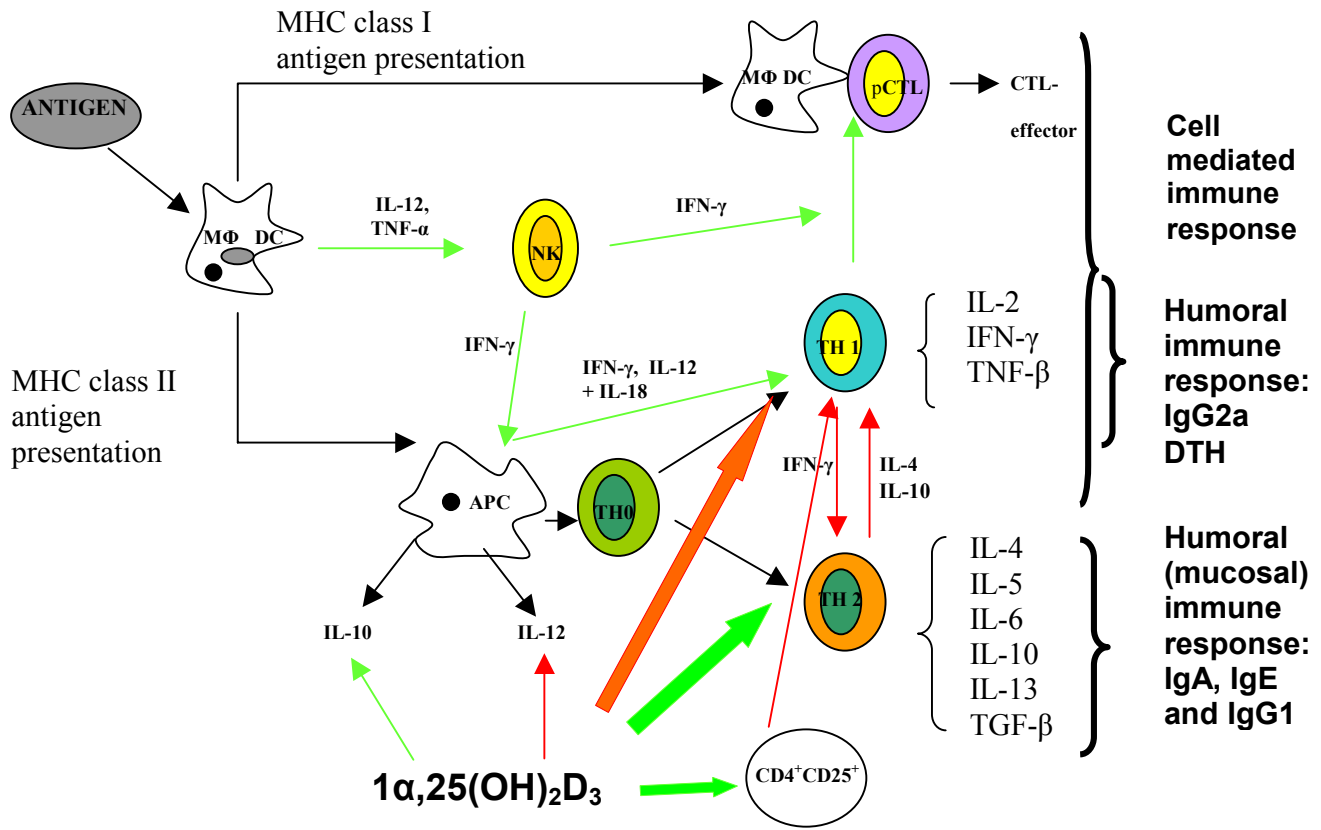 MHC class I
antigen presentation
ANTIGEN
MΦ DC
pCTL
CTL-
effector
Cell
mediated
immune
response
MΦ DC
IL-12,
TNF-α
NK
IFN-γ
IFN-γ
IFN-γ, IL-12
+ IL-18
TH 1
IL-2
IFN-γ
TNF-β
Humoral
immune
response:
IgG2a
DTH
MHC class II
antigen
presentation
APC
TH0
IFN-γ
IL-4
IL-10
TH 2
IL-4
IL-5
IL-6
IL-10
IL-13
TGF-β
Humoral
(mucosal)
immune
response:
IgA, IgE
and IgG1
IL-10
IL-12
1α,25(OH)₂D₃
CD4⁺CD25⁺